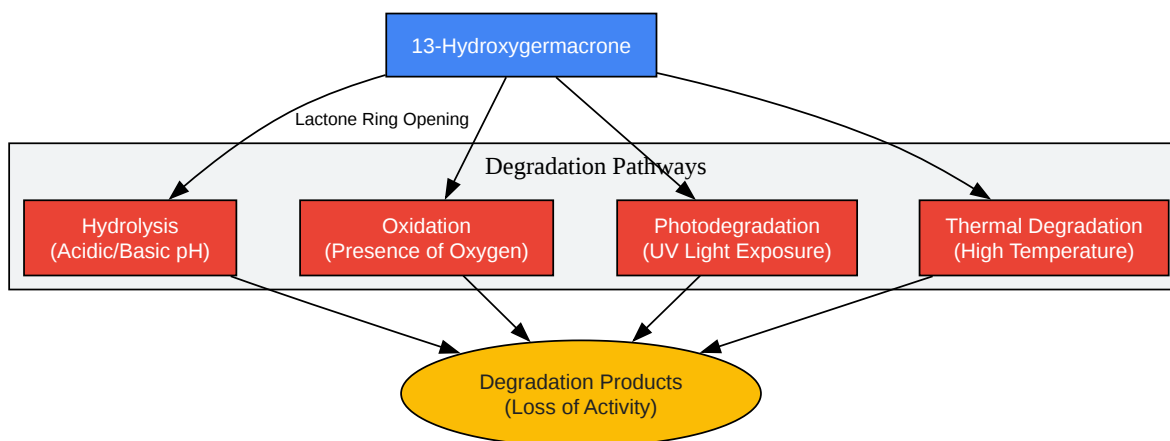 13-Hydroxygermacrone
Lactone Ring Opening
Degradation Pathways
Hydrolysis
(Acidic/Basic pH)
Oxidation
(Presence of Oxygen)
Photodegradation
(UV Light Exposure)
Thermal Degradation
(High Temperature)
Degradation Products
(Loss of Activity)